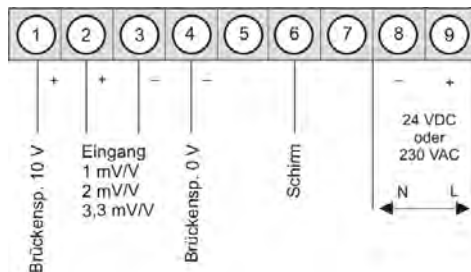 1 2 3 4 5 6 7 8 9
+ + − − − +
Brückensp. 10 V
Eingang
1 mV/V
2 mV/V
3,3 mV/V
Brückensp. 0 V
Schirm
24 VDC
oder
230 VAC
N L